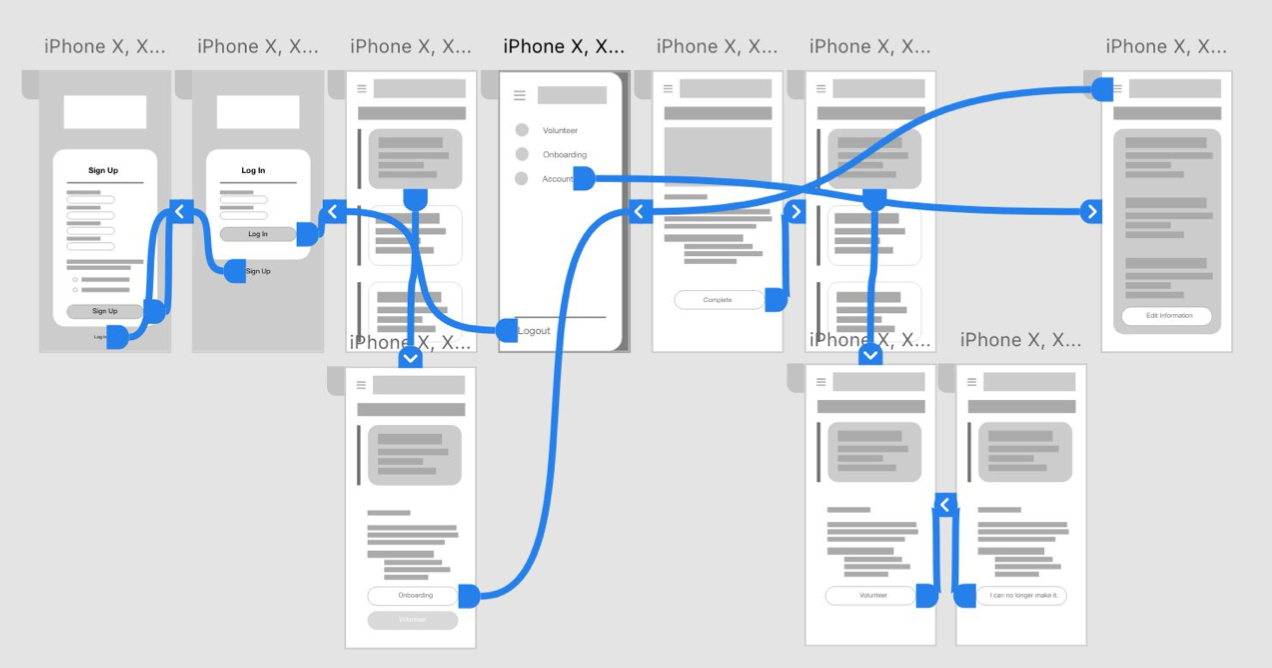 iPhone X, X...
iPhone X, X...
iPhone X, X...
iPhone X, X...
iPhone X, X...
iPhone X, X...
iPhone X, X...
Sign Up
Sign Up
Log In
Log In
Log In
Sign Up
Volunteer
Onboarding
Account
Logout
Complete
Edit Information
iPhone X, X...
iPhone X, X...
iPhone X, X...
Onboarding
Volunteer
Volunteer
I can no longer make it.